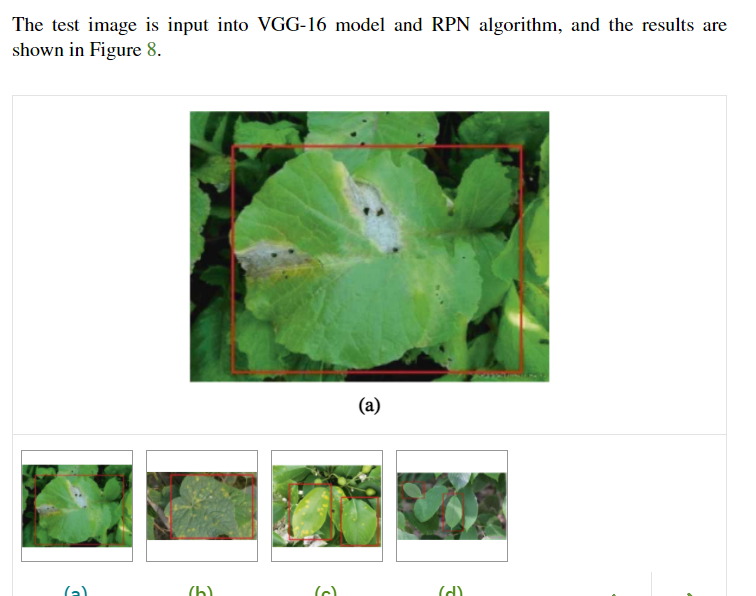 The test image is input into VGG-16 model and RPN algorithm, and the results are
shown in Figure 8.
(a)
(a) (b) (c) (d)